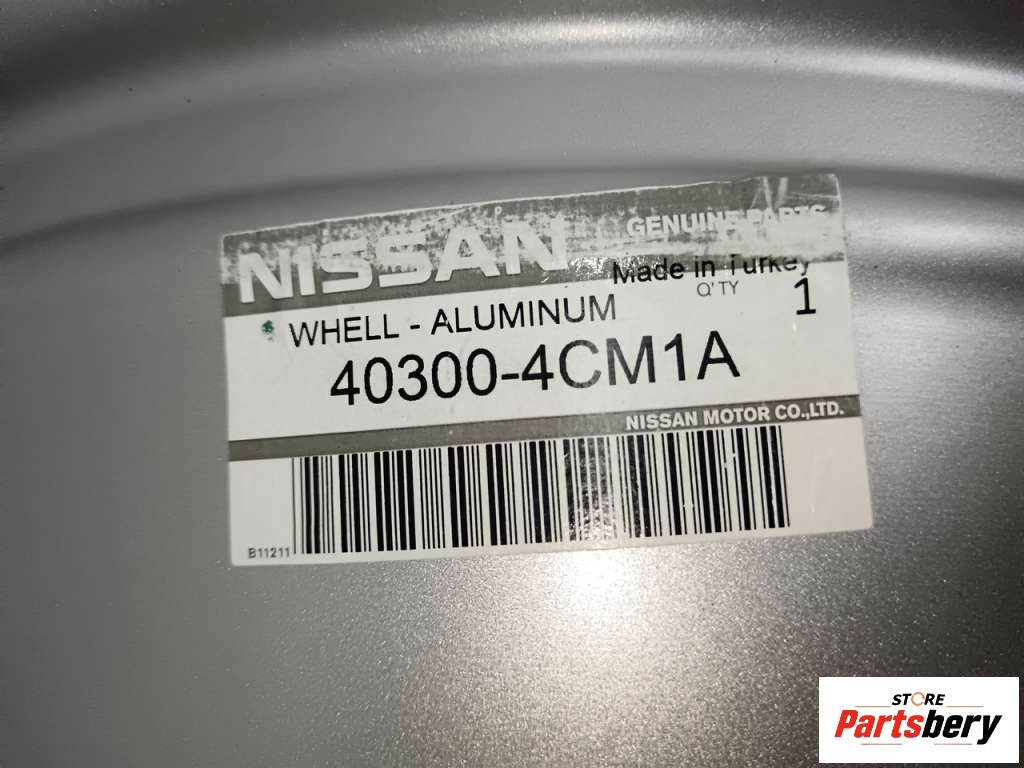 NISSAN
GENUINE PARTS
Made in Turkey
Q'TY
1
WHELL - ALUMINUM
40300-4CM1A
NISSAN MOTOR CO.,LTD.
B11211
STORE
Partsbery